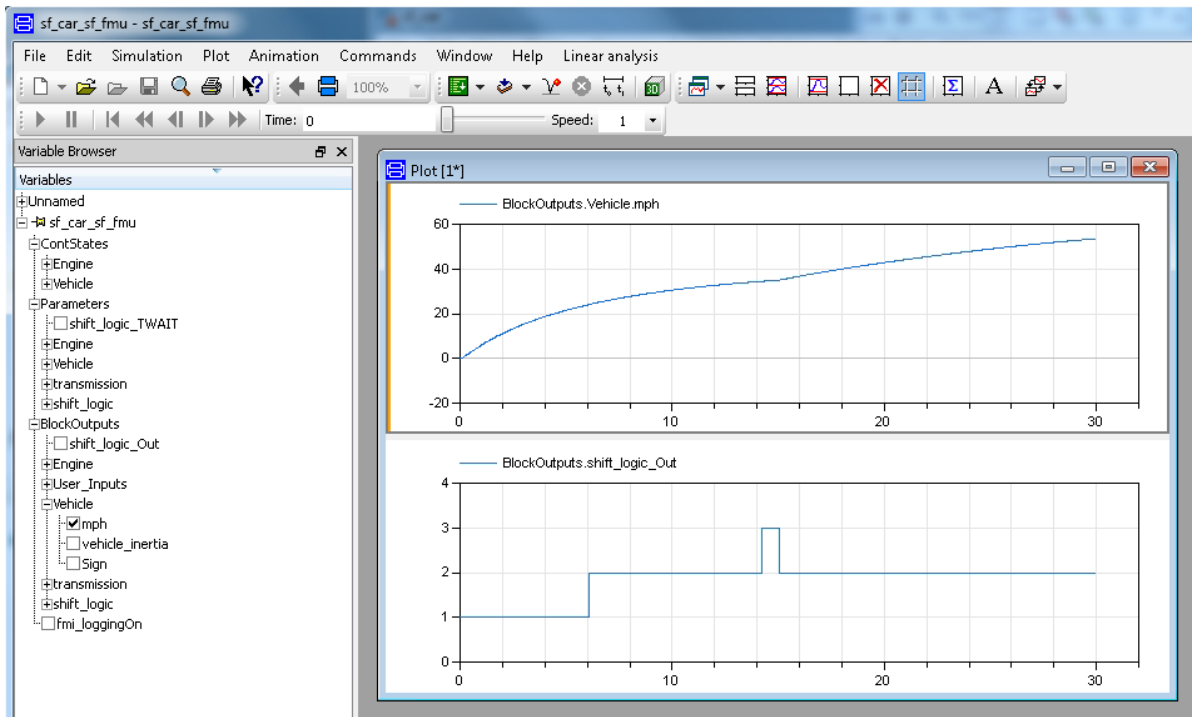 sf_car_sf_fmu - sf_car_sf_fmu
File Edit Simulation Plot Animation Commands Window Help Linear analysis
100% 3D A
Time: 0 Speed: 1
Variable Browser
Variables
Unnamed
sf_car_sf_fmu
ContStates
Engine
Vehicle
Parameters
shift_logic_TWAIT
Engine
Vehicle
transmission
shift_logic
BlockOutputs
shift_logic_Out
Engine
User_Inputs
Vehicle
mph
vehicle_inertia
Sign
transmission
shift_logic
fmi_loggingOn
Plot [1*]
BlockOutputs.Vehicle.mph
60
40
20
0
-20
0 10 20 30
BlockOutputs.shift_logic_Out
4
3
2
1
0
0 10 20 30